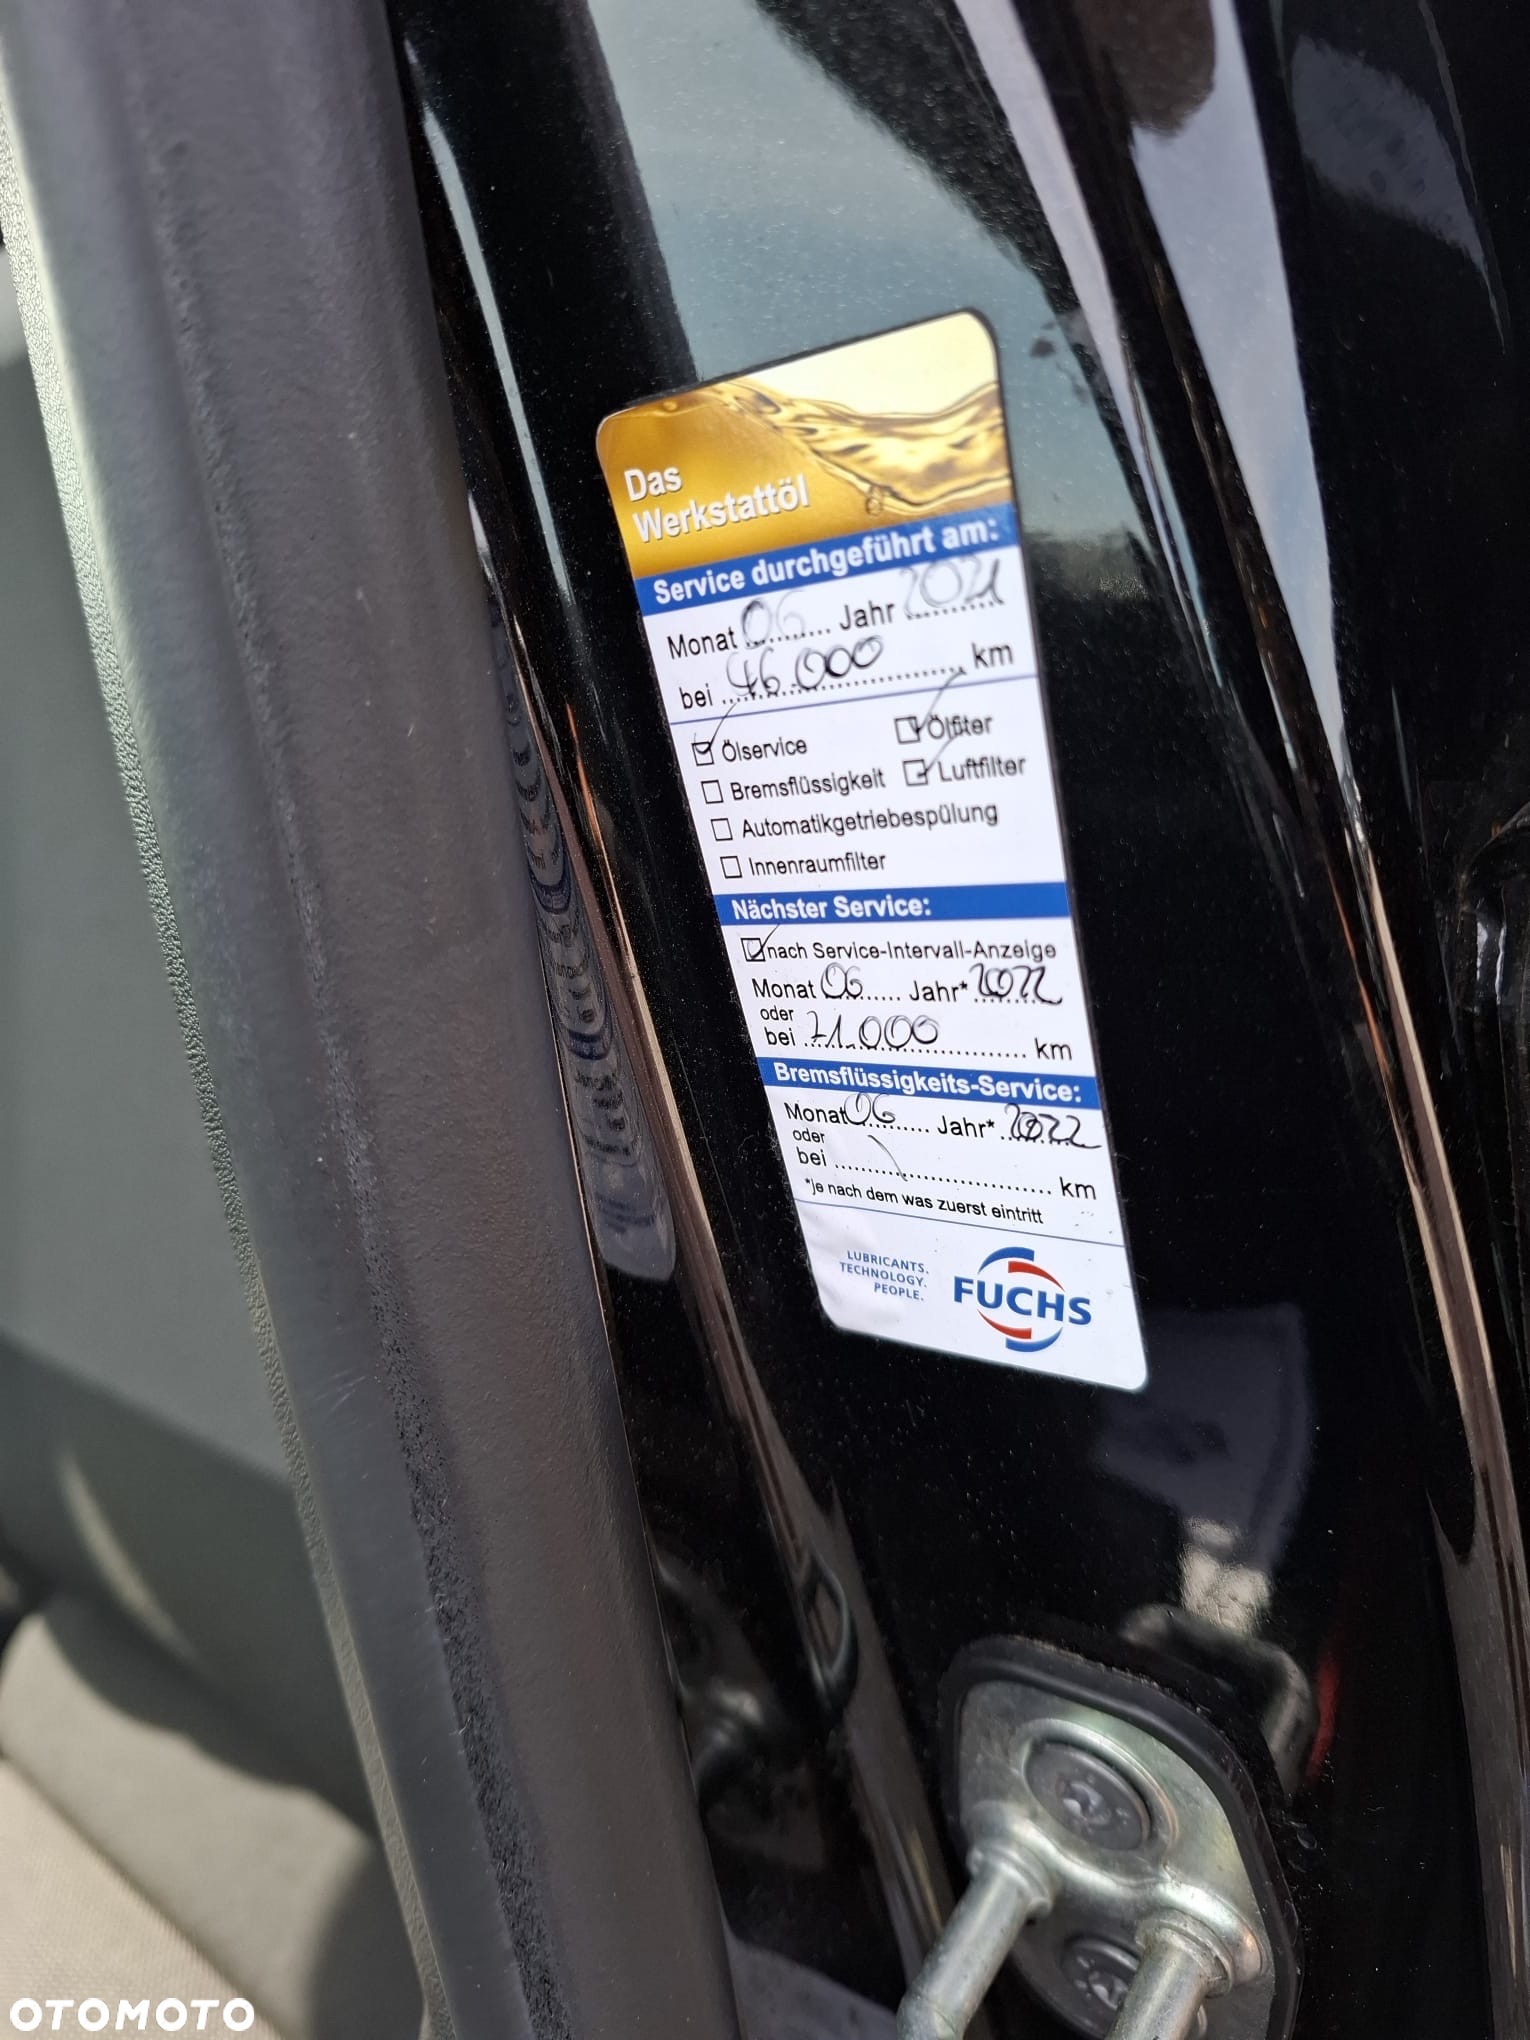 Das
Werkstattöl
Service durchgeführt am:
Monat 06 Jahr 2021
bei 46.000 km
Ölservice Ölfilter
Bremsflüssigkeit Luftfilter
Automatikgetriebespülung
Innenraumfilter
Nächster Service:
nach Service-Intervall-Anzeige
Monat 06 Jahr* 2022
oder
bei 71.000 km
Bremsflüssigkeits-Service:
Monat 06 Jahr* 2022
oder
bei km
*je nach dem was zuerst eintritt
LUBRICANTS.
TECHNOLOGY.
PEOPLE.
FUCHS
OTOMOTO